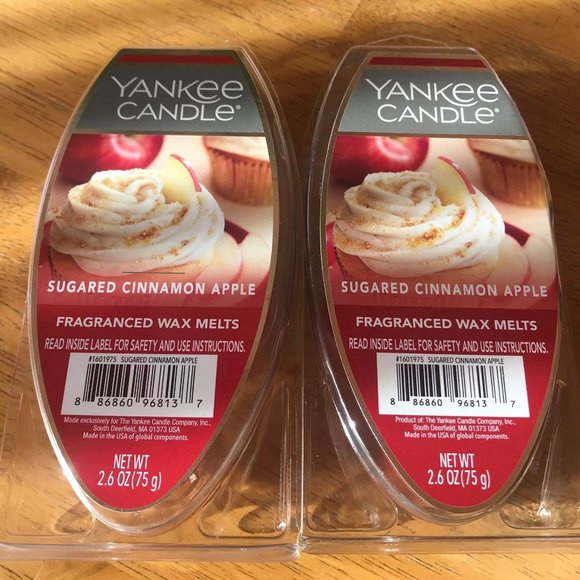 YANKEE
CANDLE®
SUGARED CINNAMON APPLE
FRAGRANCED WAX MELTS
READ INSIDE LABEL FOR SAFETY AND USE INSTRUCTIONS.
#1601975 SUGARED CINNAMON APPLE
8 86860 96813 7
Made exclusively for The Yankee Candle Company, Inc.,
South Deerfield, MA 01373 USA
Made in the USA of global components.
NET WT
2.6 OZ (75 g)
YANKEE
CANDLE®
SUGARED CINNAMON APPLE
FRAGRANCED WAX MELTS
READ INSIDE LABEL FOR SAFETY AND USE INSTRUCTIONS.
#1601975 SUGARED CINNAMON APPLE
8 86860 96813 7
Product of: The Yankee Candle Company, Inc.,
South Deerfield, MA 01373 USA
Made in the USA of global components.
NET WT
2.6 OZ (75 g)